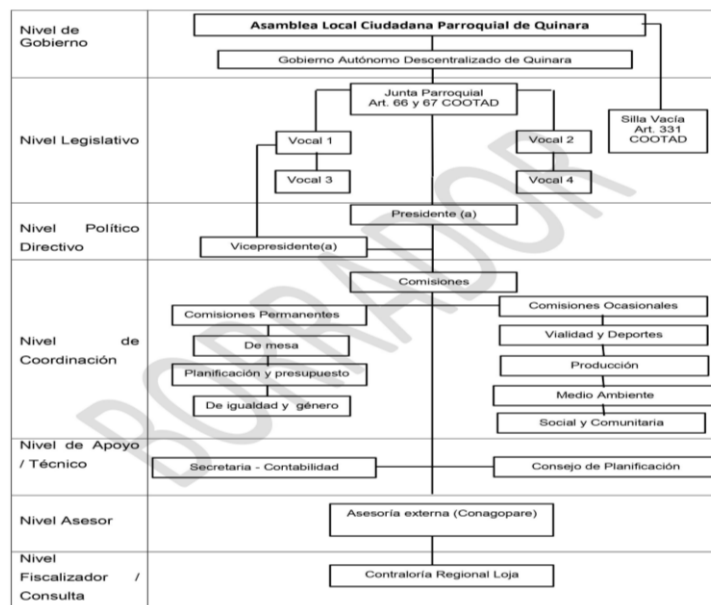 Nivel de
Gobierno
Asamblea Local Ciudadana Parroquial de Quinara
Gobierno Autónomo Descentralizado de Quinara
Nivel Legislativo
Junta Parroquial
Art. 66 y 67 COOTAD
Silla Vacía
Art. 331
COOTAD
Vocal 1
Vocal 2
Vocal 3
Vocal 4
Nivel Político
Directivo
Presidente (a)
Vicepresidente(a)
Nivel de
Coordinación
Comisiones
Comisiones Permanentes
De mesa
Planificación y presupuesto
De igualdad y género
Comisiones Ocasionales
Vialidad y Deportes
Producción
Medio Ambiente
Social y Comunitaria
Nivel de Apoyo
/ Técnico
Secretaria - Contabilidad
Consejo de Planificación
Nivel Asesor
Asesoría externa (Conagopare)
Nivel
Fiscalizador /
Consulta
Contraloría Regional Loja
BORRADOR